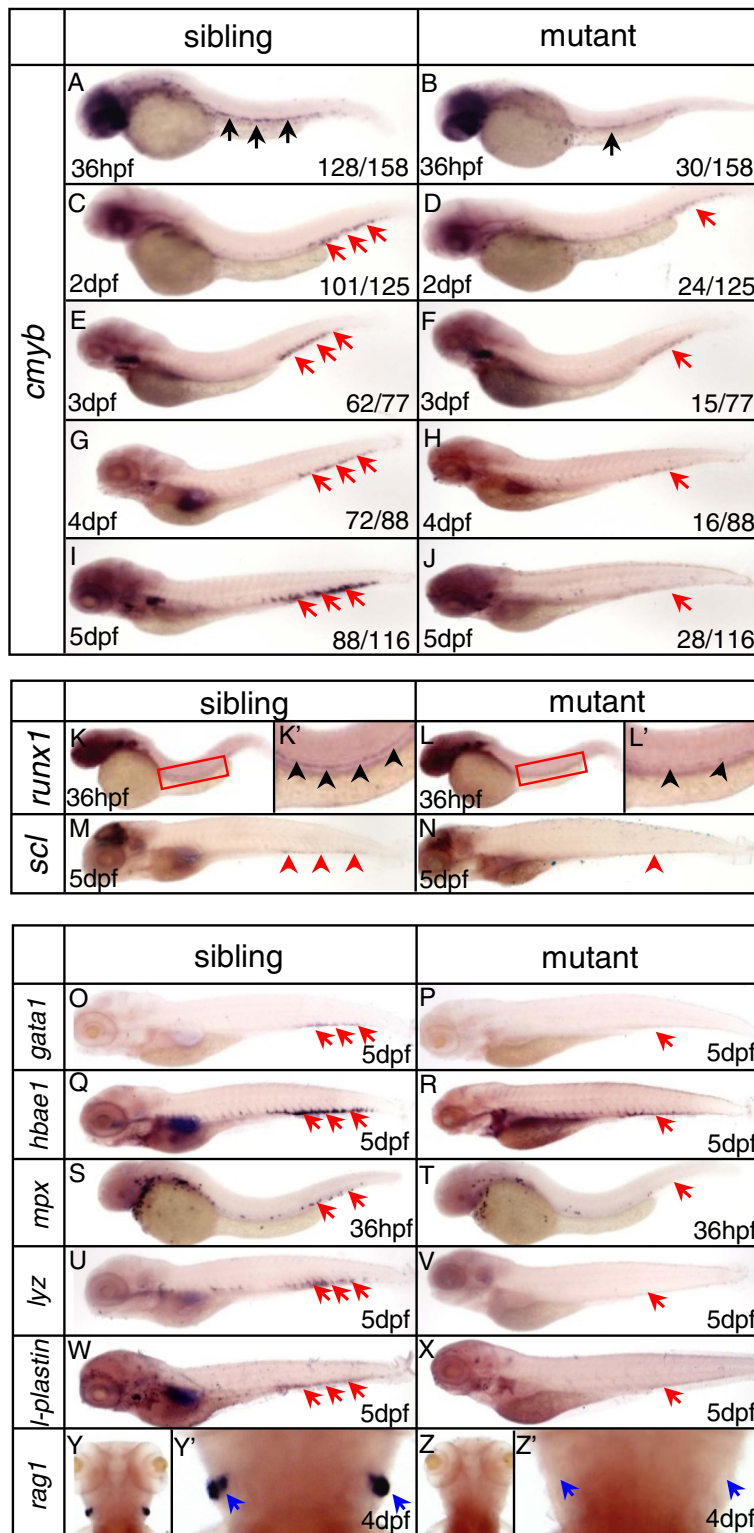 sibling mutant
cmyb
A B
36hpf 128/158 36hpf 30/158
C D
2dpf 101/125 2dpf 24/125
E F
3dpf 62/77 3dpf 15/77
G H
4dpf 72/88 4dpf 16/88
I J
5dpf 88/116 5dpf 28/116
sibling mutant
runx1
K K' L L'
36hpf 36hpf
scl
M N
5dpf 5dpf
sibling mutant
gata1
O P
5dpf 5dpf
hbae1
Q R
5dpf 5dpf
mpx
S T
36hpf 36hpf
lyz
U V
5dpf 5dpf
l-plastin
W X
5dpf 5dpf
rag1
Y Y' Z Z'
4dpf 4dpf